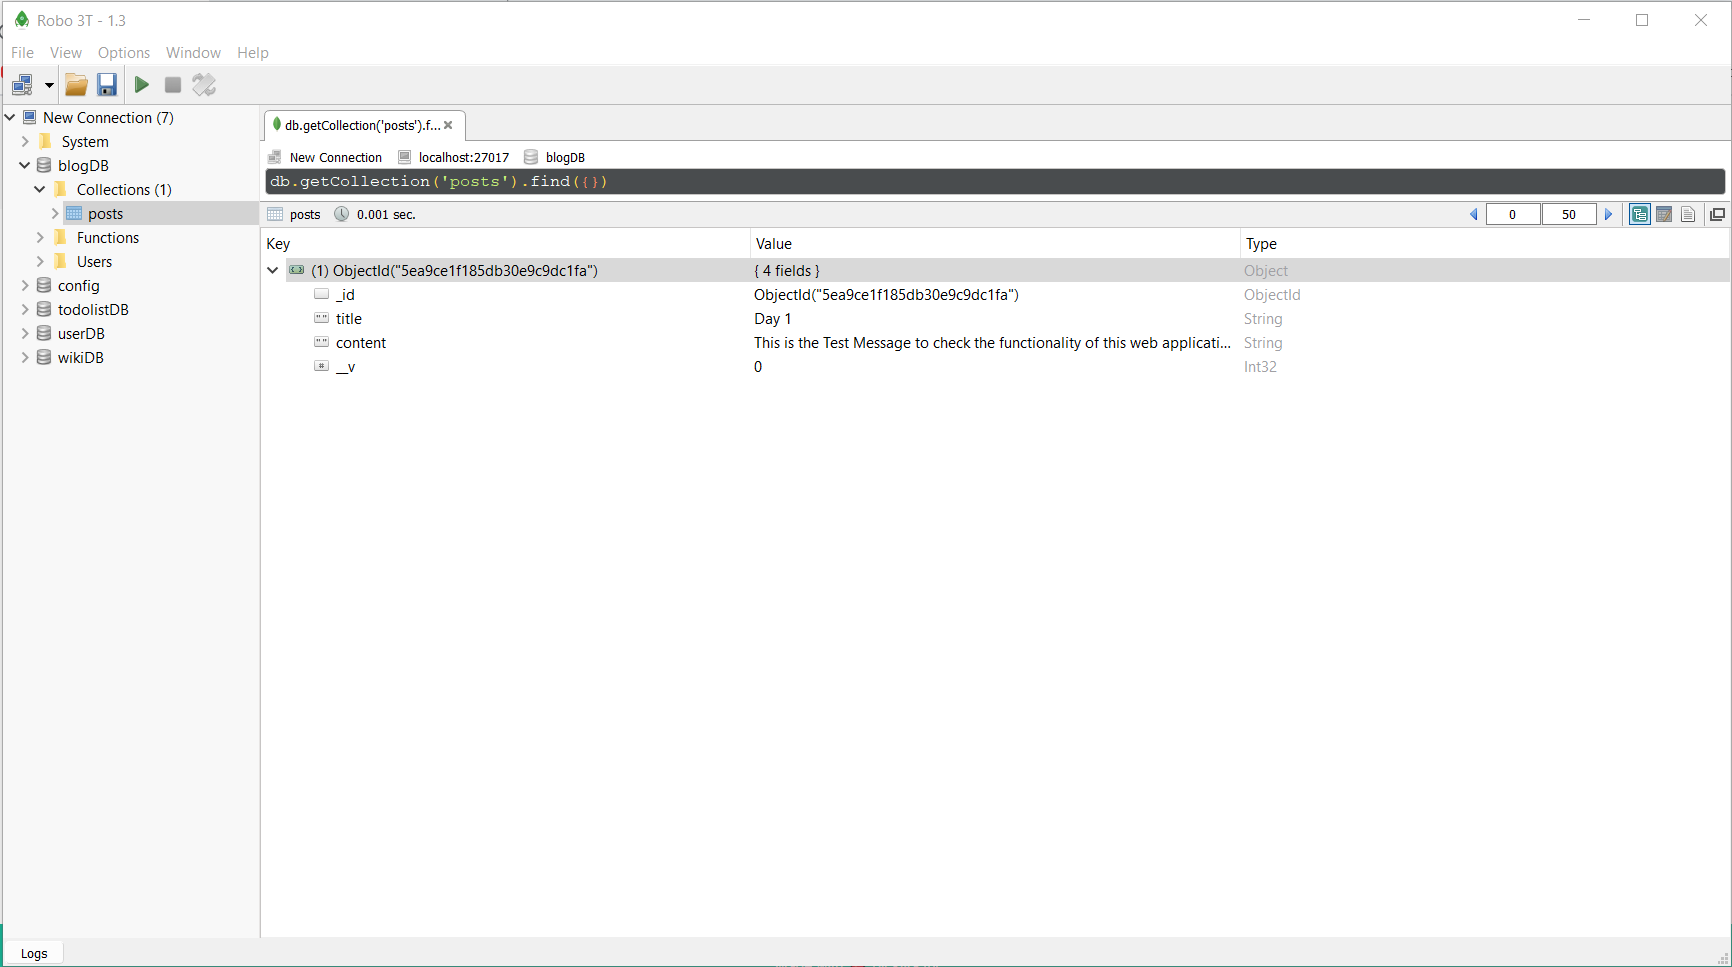 Robo 3T - 1.3
File View Options Window Help
New Connection (7)
System
blogDB
Collections (1)
posts
Functions
Users
config
todolistDB
userDB
wikiDB
db.getCollection('posts').f...
New Connection localhost:27017 blogDB
db.getCollection('posts').find({})
posts 0.001 sec. 0 50
Key Value Type
(1) ObjectId("5ea9ce1f185db30e9c9dc1fa") { 4 fields } Object
_id ObjectId("5ea9ce1f185db30e9c9dc1fa") ObjectId
title Day 1 String
content This is the Test Message to check the functionality of this web applicati... String
__v 0 Int32
Logs